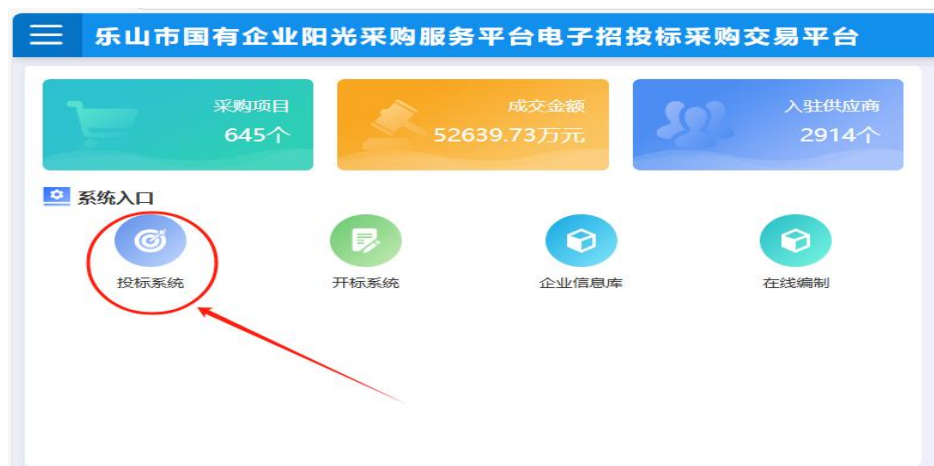 乐山市国有企业阳光采购服务平台电子招投标采购交易平台
采购项目
645个
成交金额
52639.73万元
入驻供应商
2914个
系统入口
投标系统
开标系统
企业信息库
在线编制